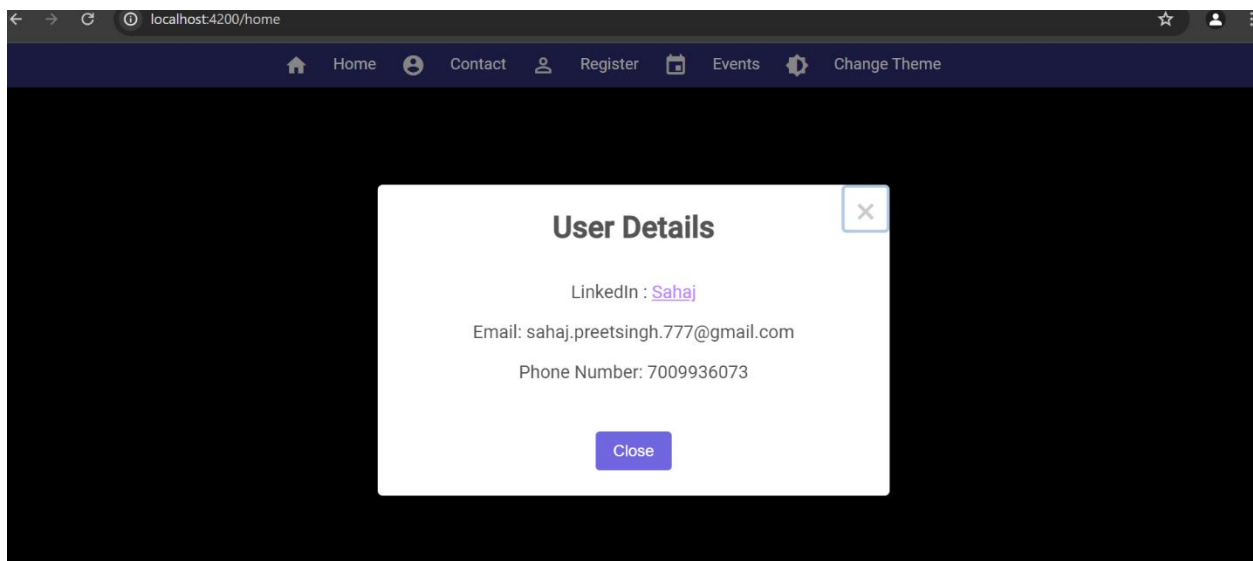 localhost:4200/home
Home Contact Register Events Change Theme
User Details
×
LinkedIn : Sahaj
Email: sahaj.preetsingh.777@gmail.com
Phone Number: 7009936073
Close